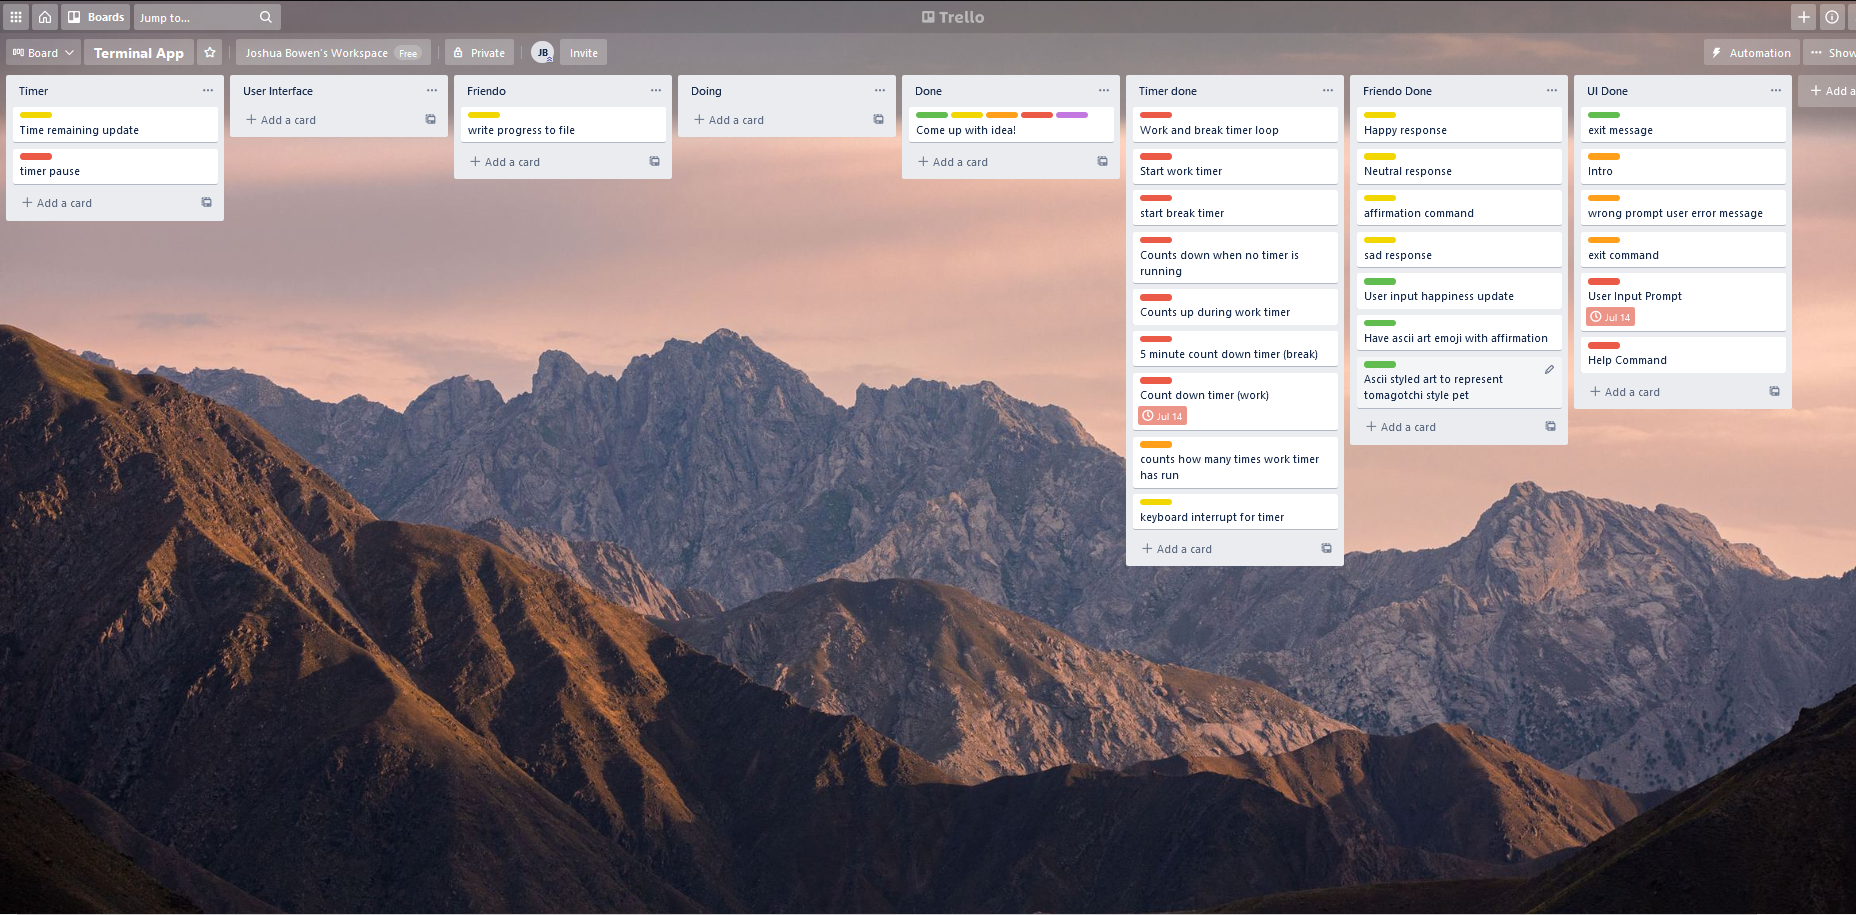 Boards
Jump to...
Trello
Board
Terminal App
Joshua Bowen's Workspace Free
Private
JB
Invite
Automation
Show
Timer
Time remaining update
timer pause
Add a card
User Interface
Add a card
Friendo
write progress to file
Add a card
Doing
Add a card
Done
Come up with idea!
Add a card
Timer done
Work and break timer loop
Start work timer
start break timer
Counts down when no timer is
running
Counts up during work timer
5 minute count down timer (break)
Count down timer (work)
Jul 14
counts how many times work timer
has run
keyboard interrupt for timer
Add a card
Friendo Done
Happy response
Neutral response
affirmation command
sad response
User input happiness update
Have ascii art emoji with affirmation
Ascii styled art to represent
tomagotchi style pet
Add a card
UI Done
exit message
Intro
wrong prompt user error message
exit command
User Input Prompt
Jul 14
Help Command
Add a card
Add a